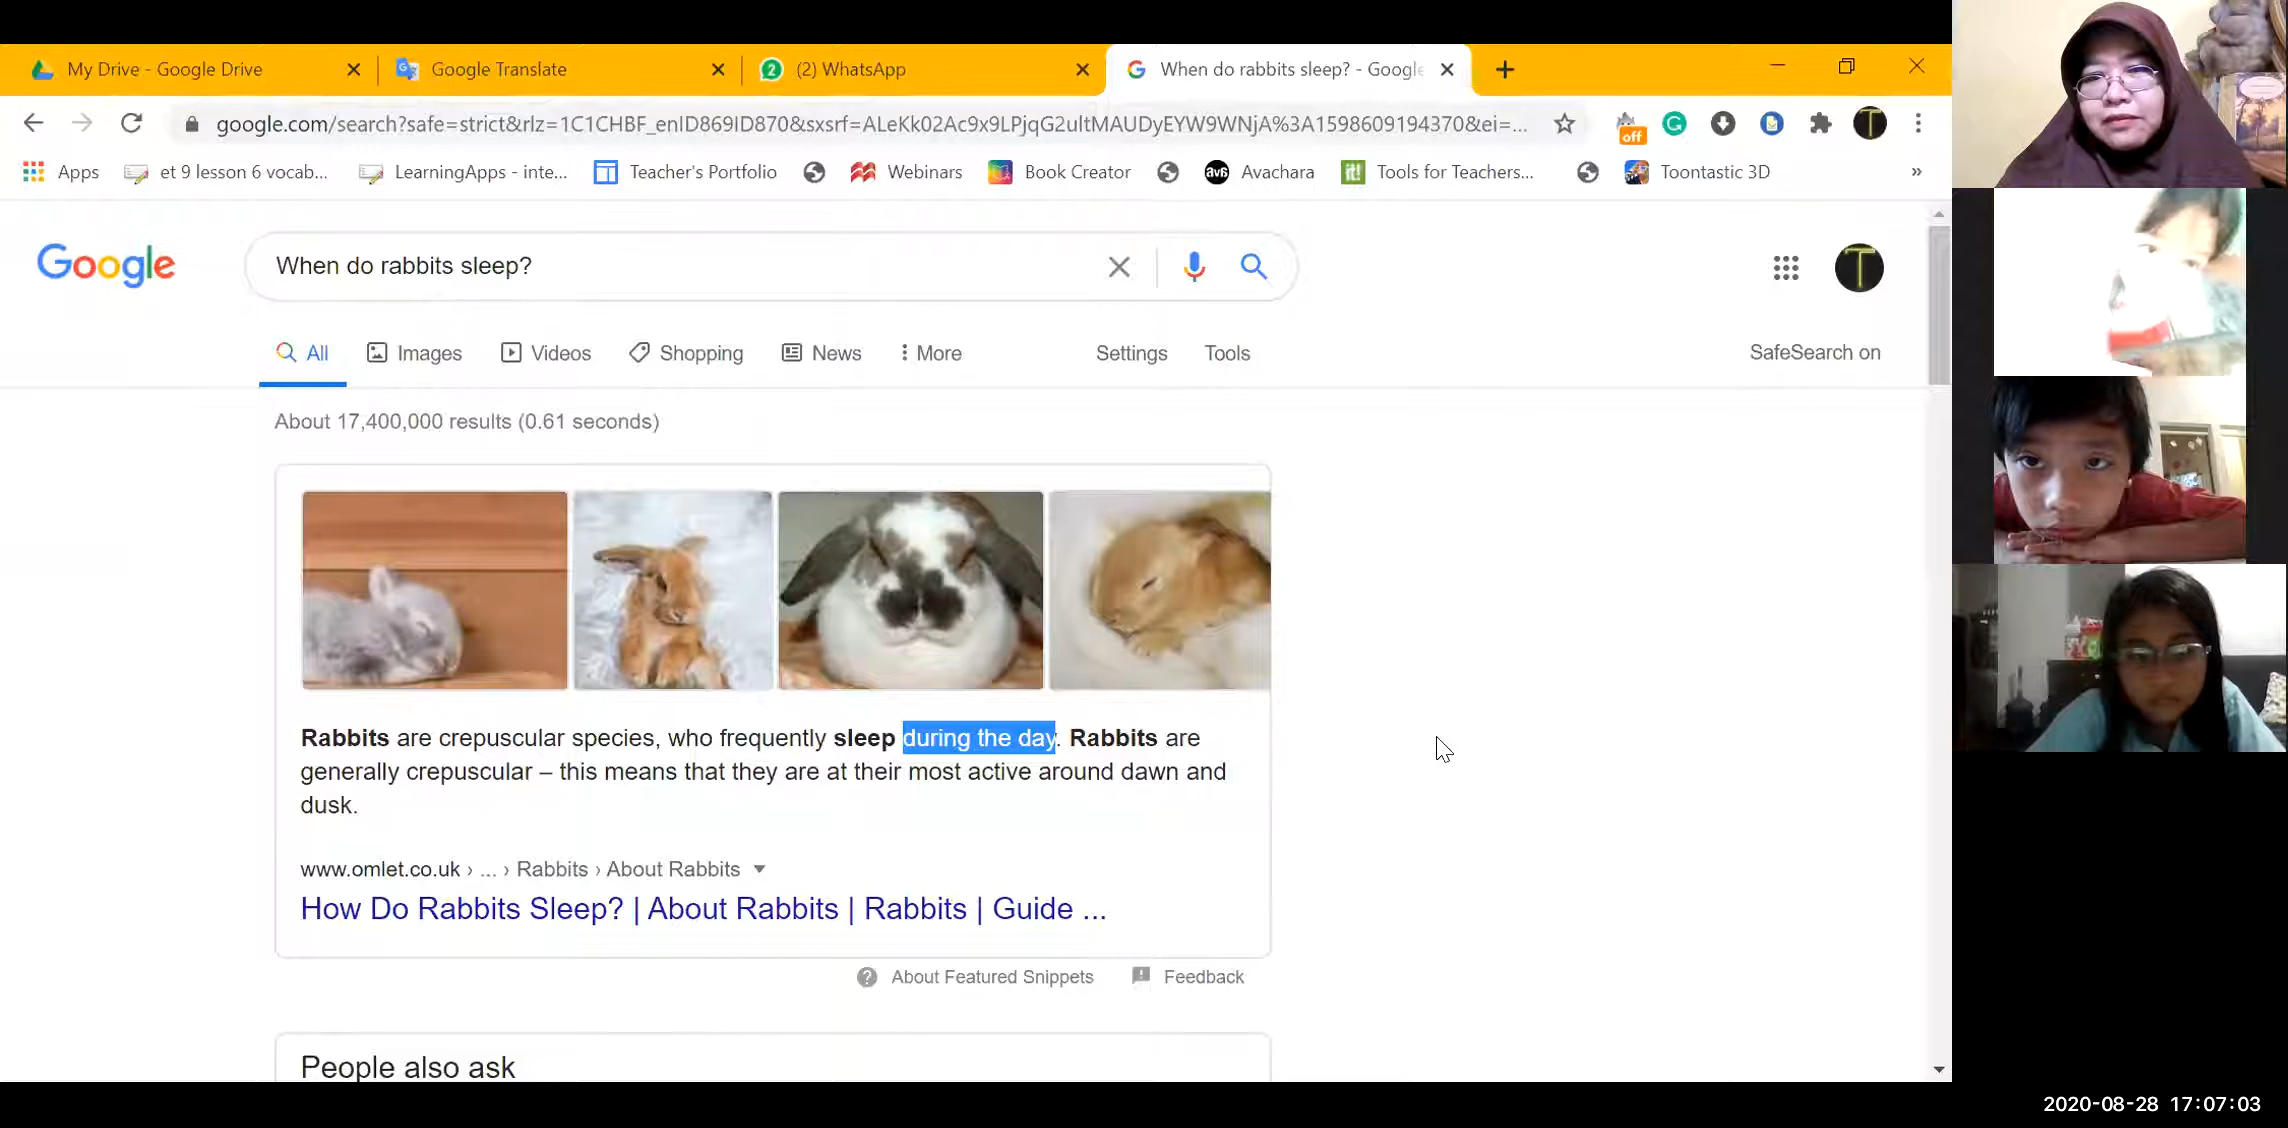 My Drive - Google Drive
Google Translate
2 (2) WhatsApp
When do rabbits sleep? - Google
google.com/search?safe=strict&rlz=1C1CHBF_enID869ID870&sxsrf=ALeKk02Ac9x9LPjqG2ultMAUDyEYW9WNjA%3A1598609194370&ei=...
off
T
Apps
et 9 lesson 6 vocab...
LearningApps - inte...
Teacher's Portfolio
Webinars
Book Creator
Avachara
it!
Tools for Teachers...
Toontastic 3D
»
Google
When do rabbits sleep?
T
All
Images
Videos
Shopping
News
More
Settings
Tools
SafeSearch on
About 17,400,000 results (0.61 seconds)
Rabbits are crepuscular species, who frequently sleep during the day. Rabbits are
generally crepuscular – this means that they are at their most active around dawn and
dusk.
www.omlet.co.uk › ... › Rabbits › About Rabbits
How Do Rabbits Sleep? | About Rabbits | Rabbits | Guide ...
About Featured Snippets
Feedback
People also ask
2020-08-28 17:07:03